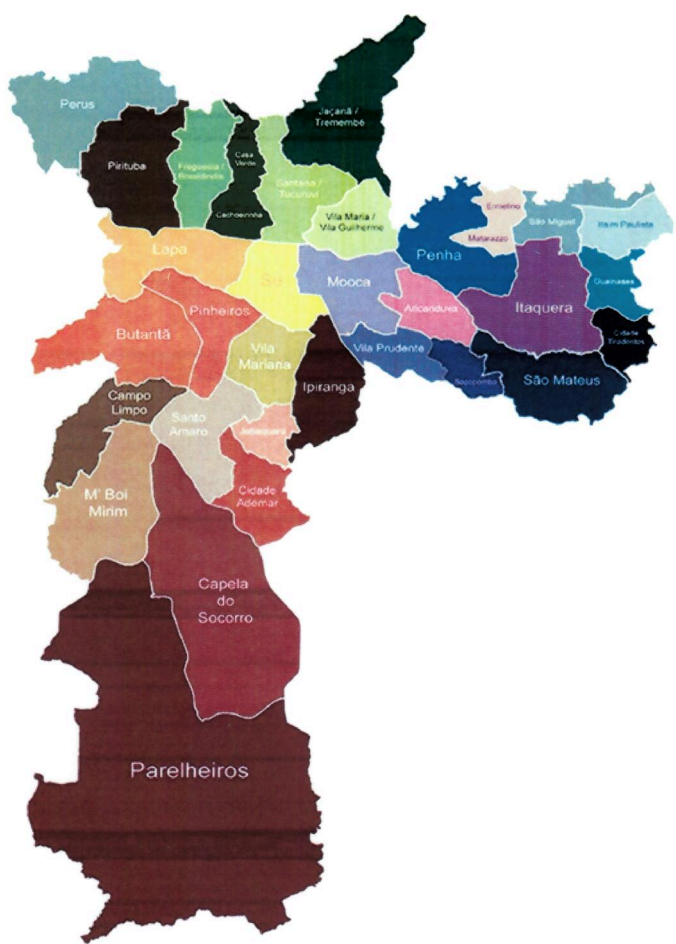 Jaçanã /
Tremembé
Perus
Pirituba
Freguesia /
Brasilândia
Casa
Verde
Cachoeirinha
Santana /
Tucuruvi
Vila Maria /
Vila Guilherme
Ermelino
Matarazzo
São Miguel
Itaim Paulista
Lapa
Sé
Mooca
Penha
Aricanduva
Itaquera
Guaianases
Cidade
Tiradentes
Butantã
Pinheiros
Vila
Mariana
Ipiranga
Vila Prudente
Sapopemba
São Mateus
Campo
Limpo
Santo
Amaro
Jabaquara
M' Boi
Mirim
Cidade
Ademar
Capela
do
Socorro
Parelheiros